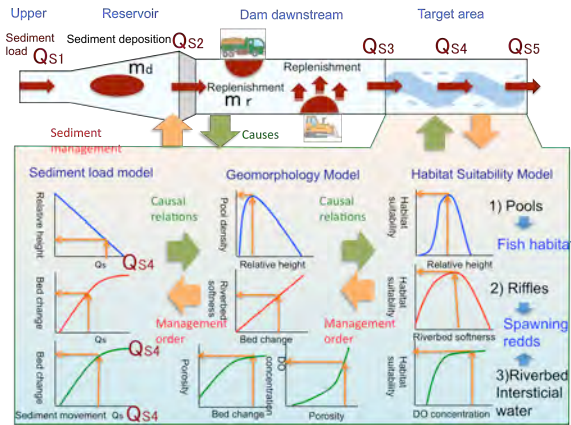 Upper
Reservoir
Dam dawnstream
Target area
Sediment
load
QS1
Sediment deposition
QS2
QS3
QS4
QS5
md
Replenishment
Replenishment
m r
m r
Sediment
management
Causes
Sediment load model
Geomorphology Model
Habitat Suitability Model
Relative
height
Qs
QS4
Causal
relations
Pool density
Relative height
Causal
relations
Habitat
suitability
Relative height
1) Pools
Fish habita
Bed change
Qs
Management
order
Riverbed
softness
Bed change
Management
order
Habitat
suitability
Riverbed softnerss
2) Riffles
Spawning
redds
Bed change
QS4
Sediment movement Qs QS4
Porosity
Bed change
DO
concentration
Porosity
Habitat
suitability
DO concentration
3)Riverbed
Intersticial
water